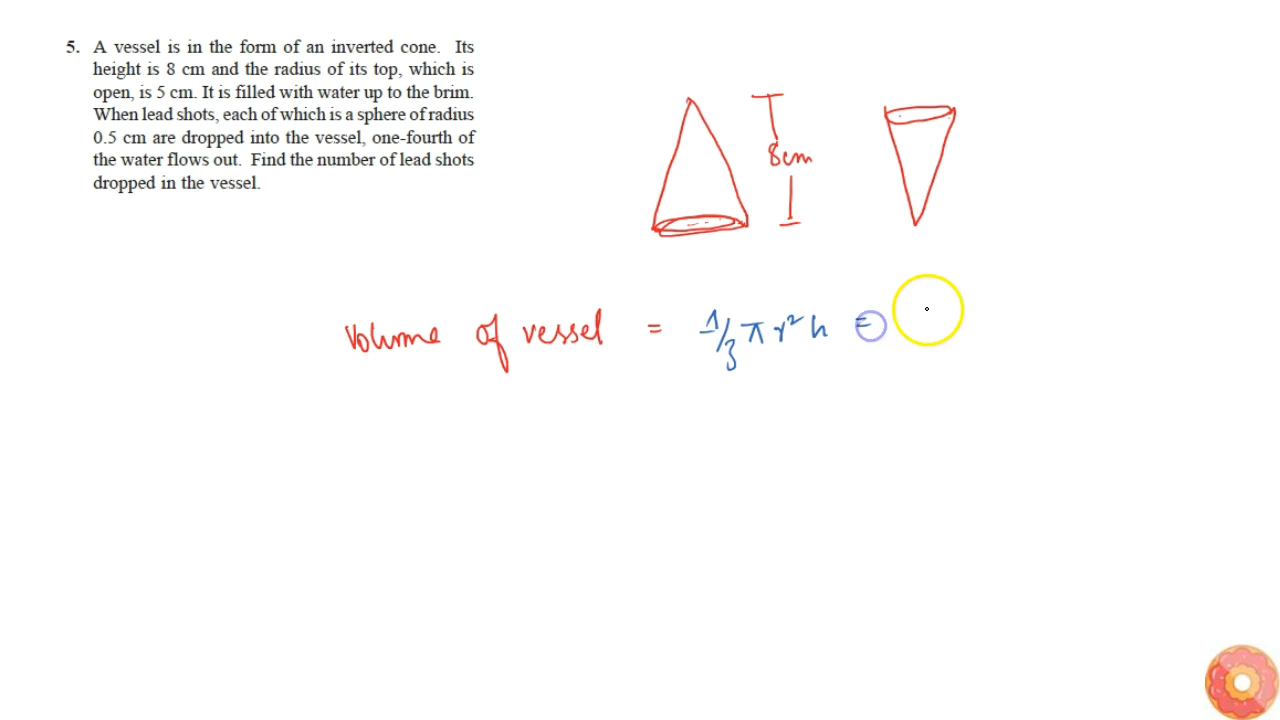 5. A vessel is in the form of an inverted cone. Its
height is 8 cm and the radius of its top, which is
open, is 5 cm. It is filled with water up to the brim.
When lead shots, each of which is a sphere of radius
0.5 cm are dropped into the vessel, one-fourth of
the water flows out. Find the number of lead shots
dropped in the vessel.
8cm
Volume of vessel = 1/3 π r² h =